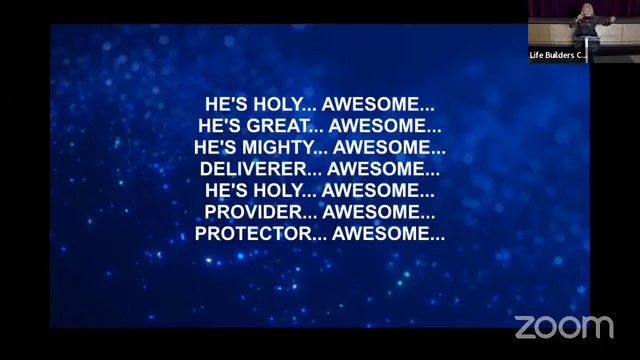 Life Builders C...
HE'S HOLY... AWESOME...
HE'S GREAT... AWESOME...
HE'S MIGHTY... AWESOME...
DELIVERER... AWESOME...
HE'S HOLY... AWESOME...
PROVIDER... AWESOME...
PROTECTOR... AWESOME...
zoom